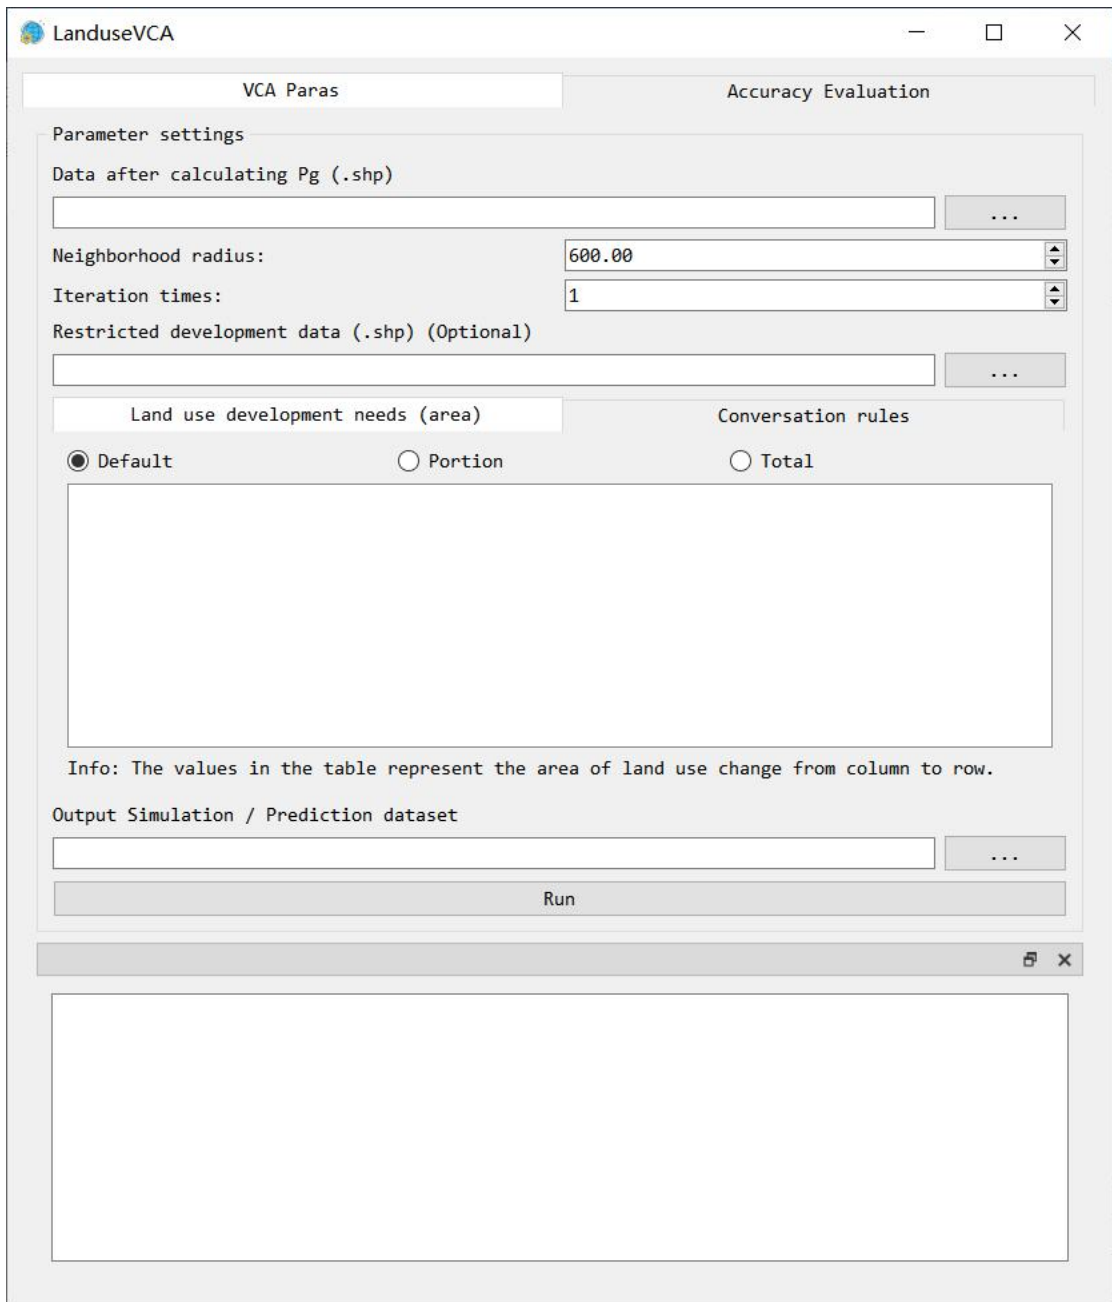 LanduseVCA
VCA Paras
Accuracy Evaluation
Parameter settings
Data after calculating Pg (.shp)
...
Neighborhood radius:
600.00
Iteration times:
1
Restricted development data (.shp) (Optional)
...
Land use development needs (area)
Conversation rules
Default
Portion
Total
Info: The values in the table represent the area of land use change from column to row.
Output Simulation / Prediction dataset
...
Run